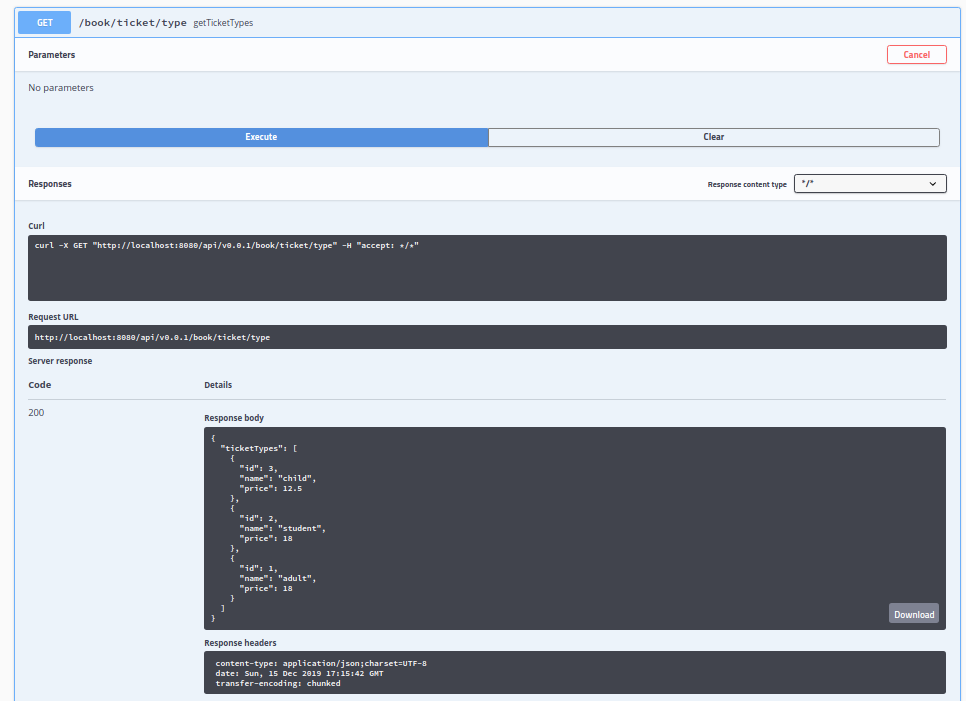 GET /book/ticket/type getTicketTypes
Parameters Cancel
No parameters
Execute Clear
Responses Response content type */*
Curl
curl -X GET "http://localhost:8080/api/v0.0.1/book/ticket/type" -H "accept: */*"
Request URL
http://localhost:8080/api/v0.0.1/book/ticket/type
Server response
Code Details
200
Response body
{
  "ticketTypes": [
    {
      "id": 3,
      "name": "child",
      "price": 12.5
    },
    {
      "id": 2,
      "name": "student",
      "price": 18
    },
    {
      "id": 1,
      "name": "adult",
      "price": 18
    }
  ]
}
Download
Response headers
content-type: application/json;charset=UTF-8
date: Sun, 15 Dec 2019 17:15:42 GMT
transfer-encoding: chunked